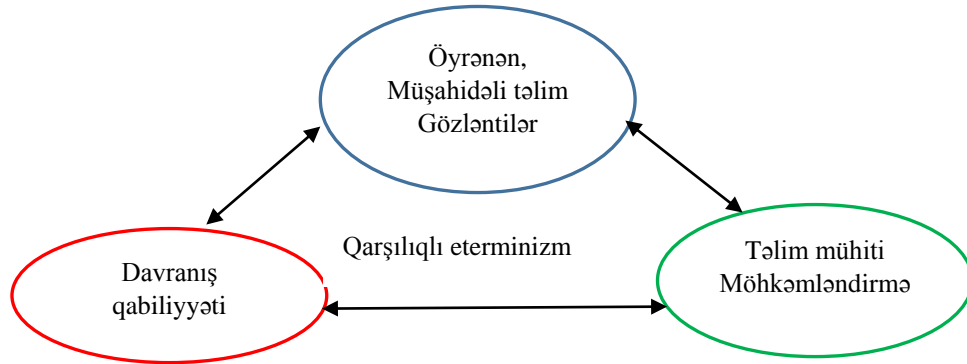 Öyrənən,
Müşahidəli təlim
Gözləntilər
Qarşılıqlı eterminizm
Davranış
qabiliyyəti
Təlim mühiti
Möhkəmləndirmə